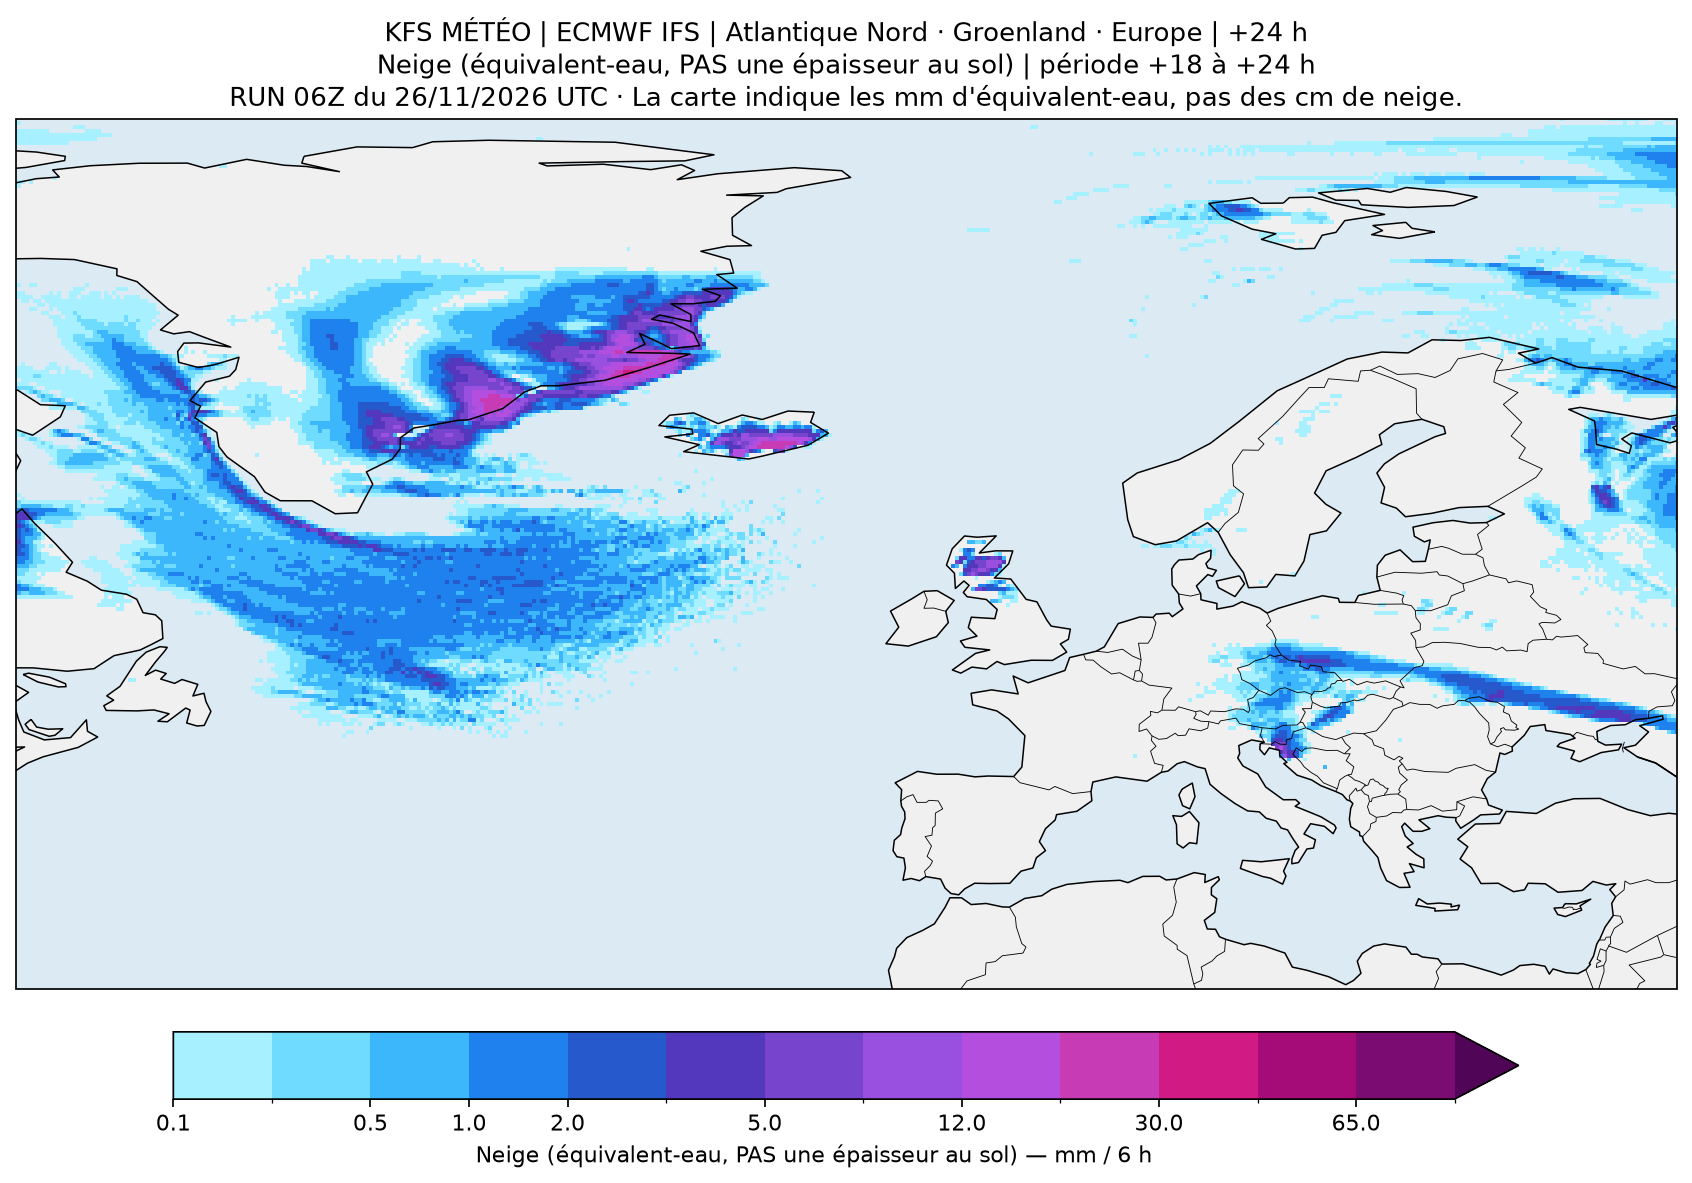 KFS MÉTÉO | ECMWF IFS | Atlantique Nord · Groenland · Europe | +24 h
Neige (équivalent-eau, PAS une épaisseur au sol) | période +18 à +24 h
RUN 06Z du 26/11/2026 UTC · La carte indique les mm d'équivalent-eau, pas des cm de neige.
0.1 0.5 1.0 2.0 5.0 12.0 30.0 65.0
Neige (équivalent-eau, PAS une épaisseur au sol) — mm / 6 h